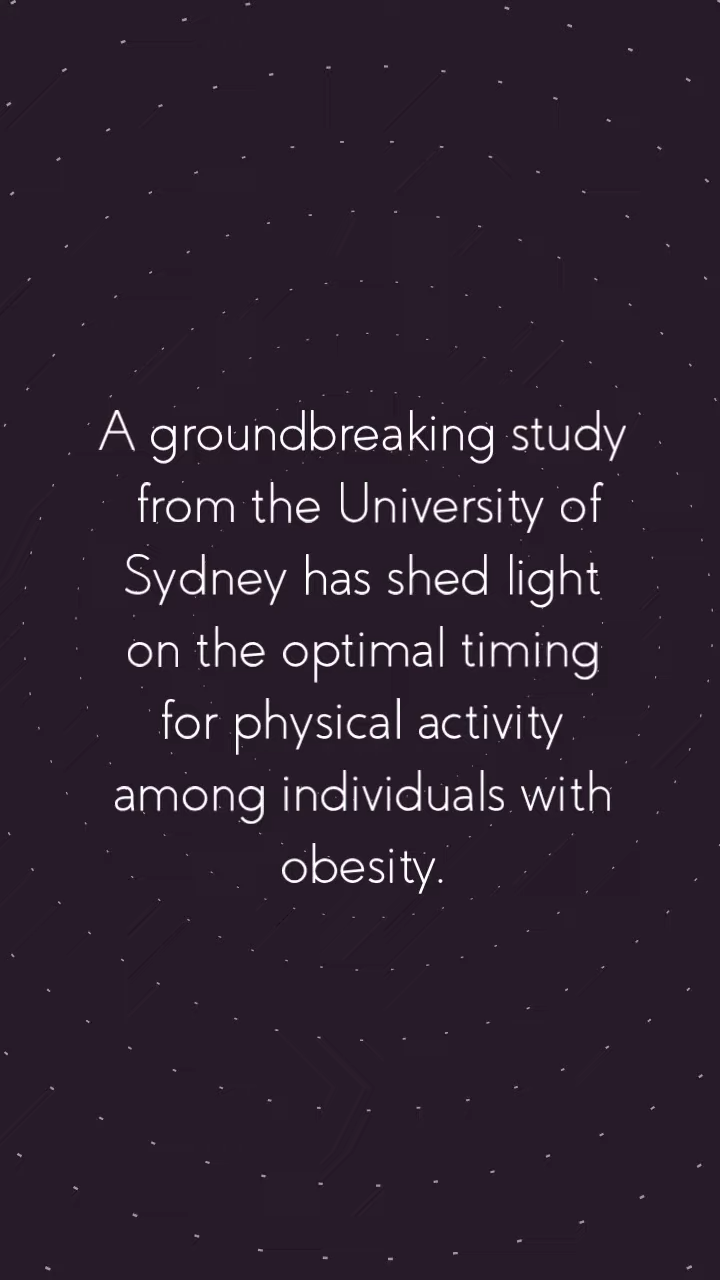 A groundbreaking study
from the University of
Sydney has shed light
on the optimal timing
for physical activity
among individuals with
obesity.